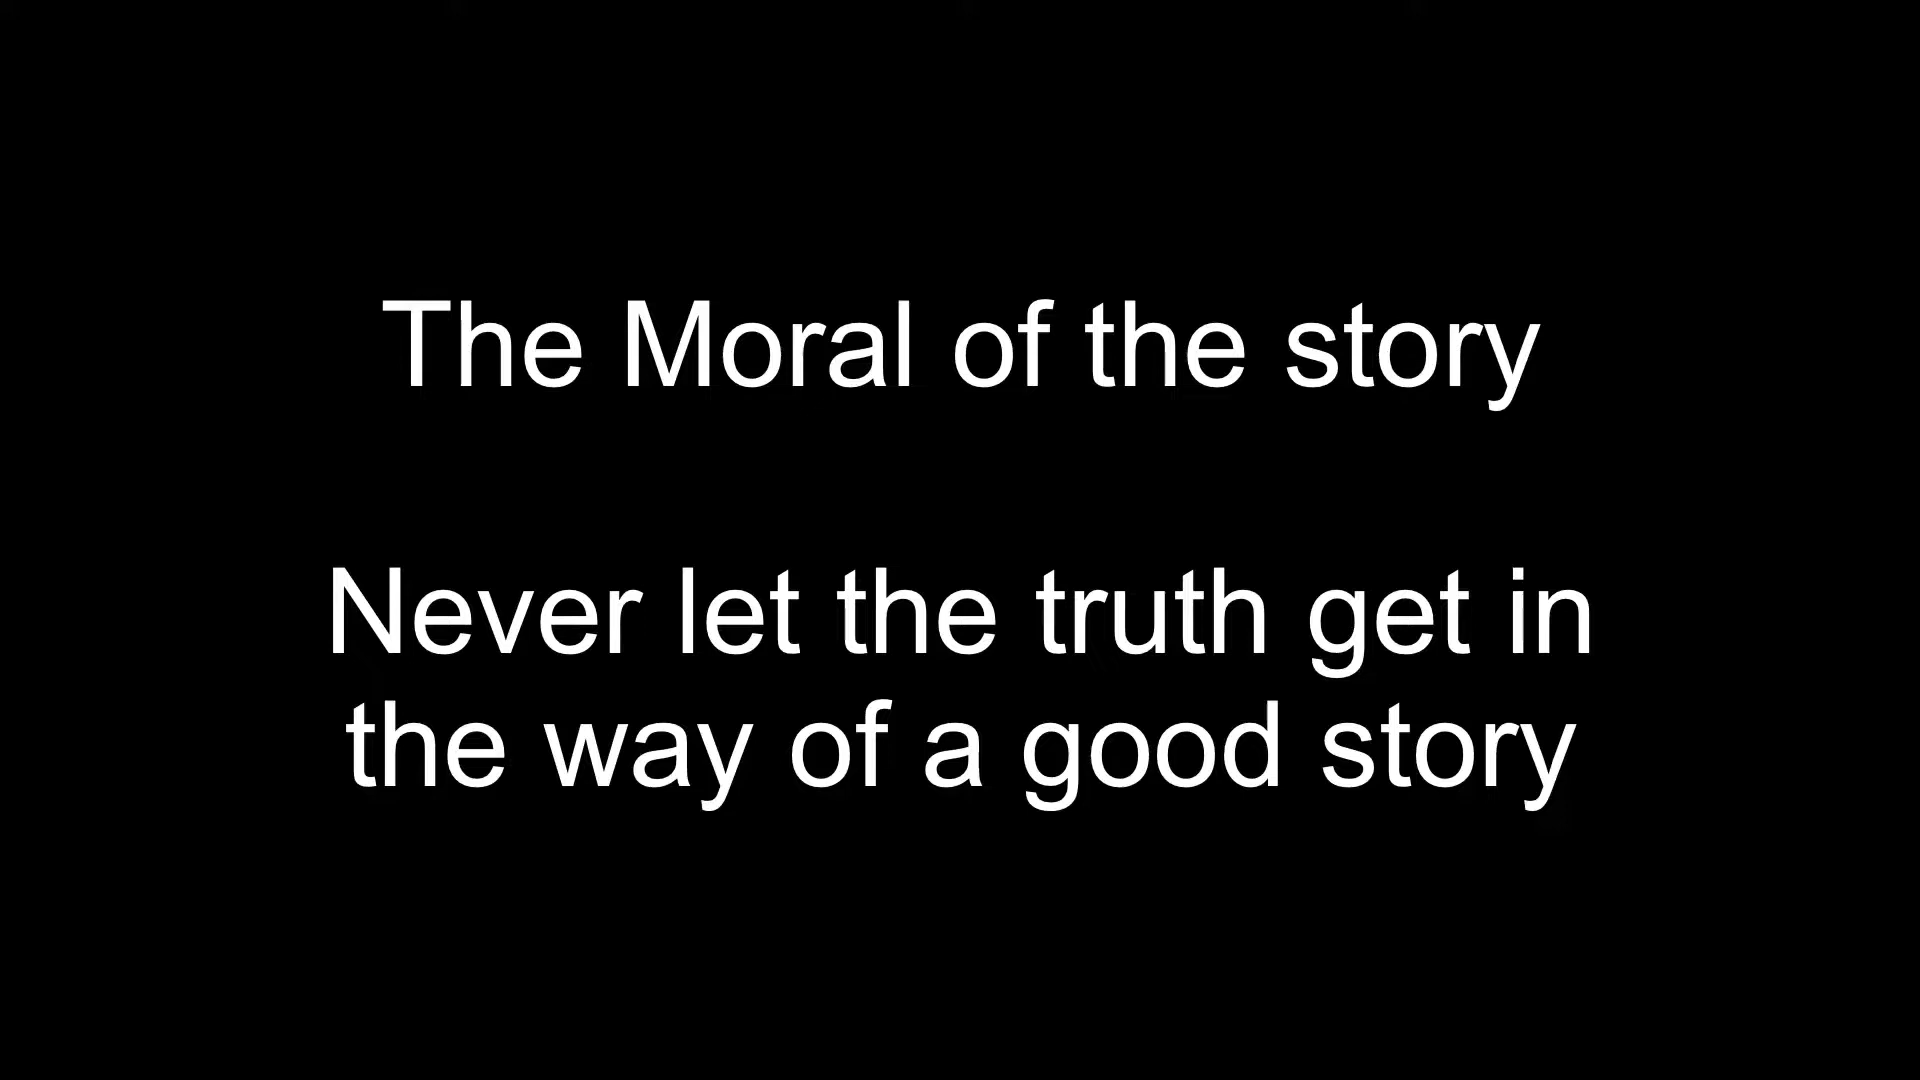 The Moral of the story
Never let the truth get in
the way of a good story